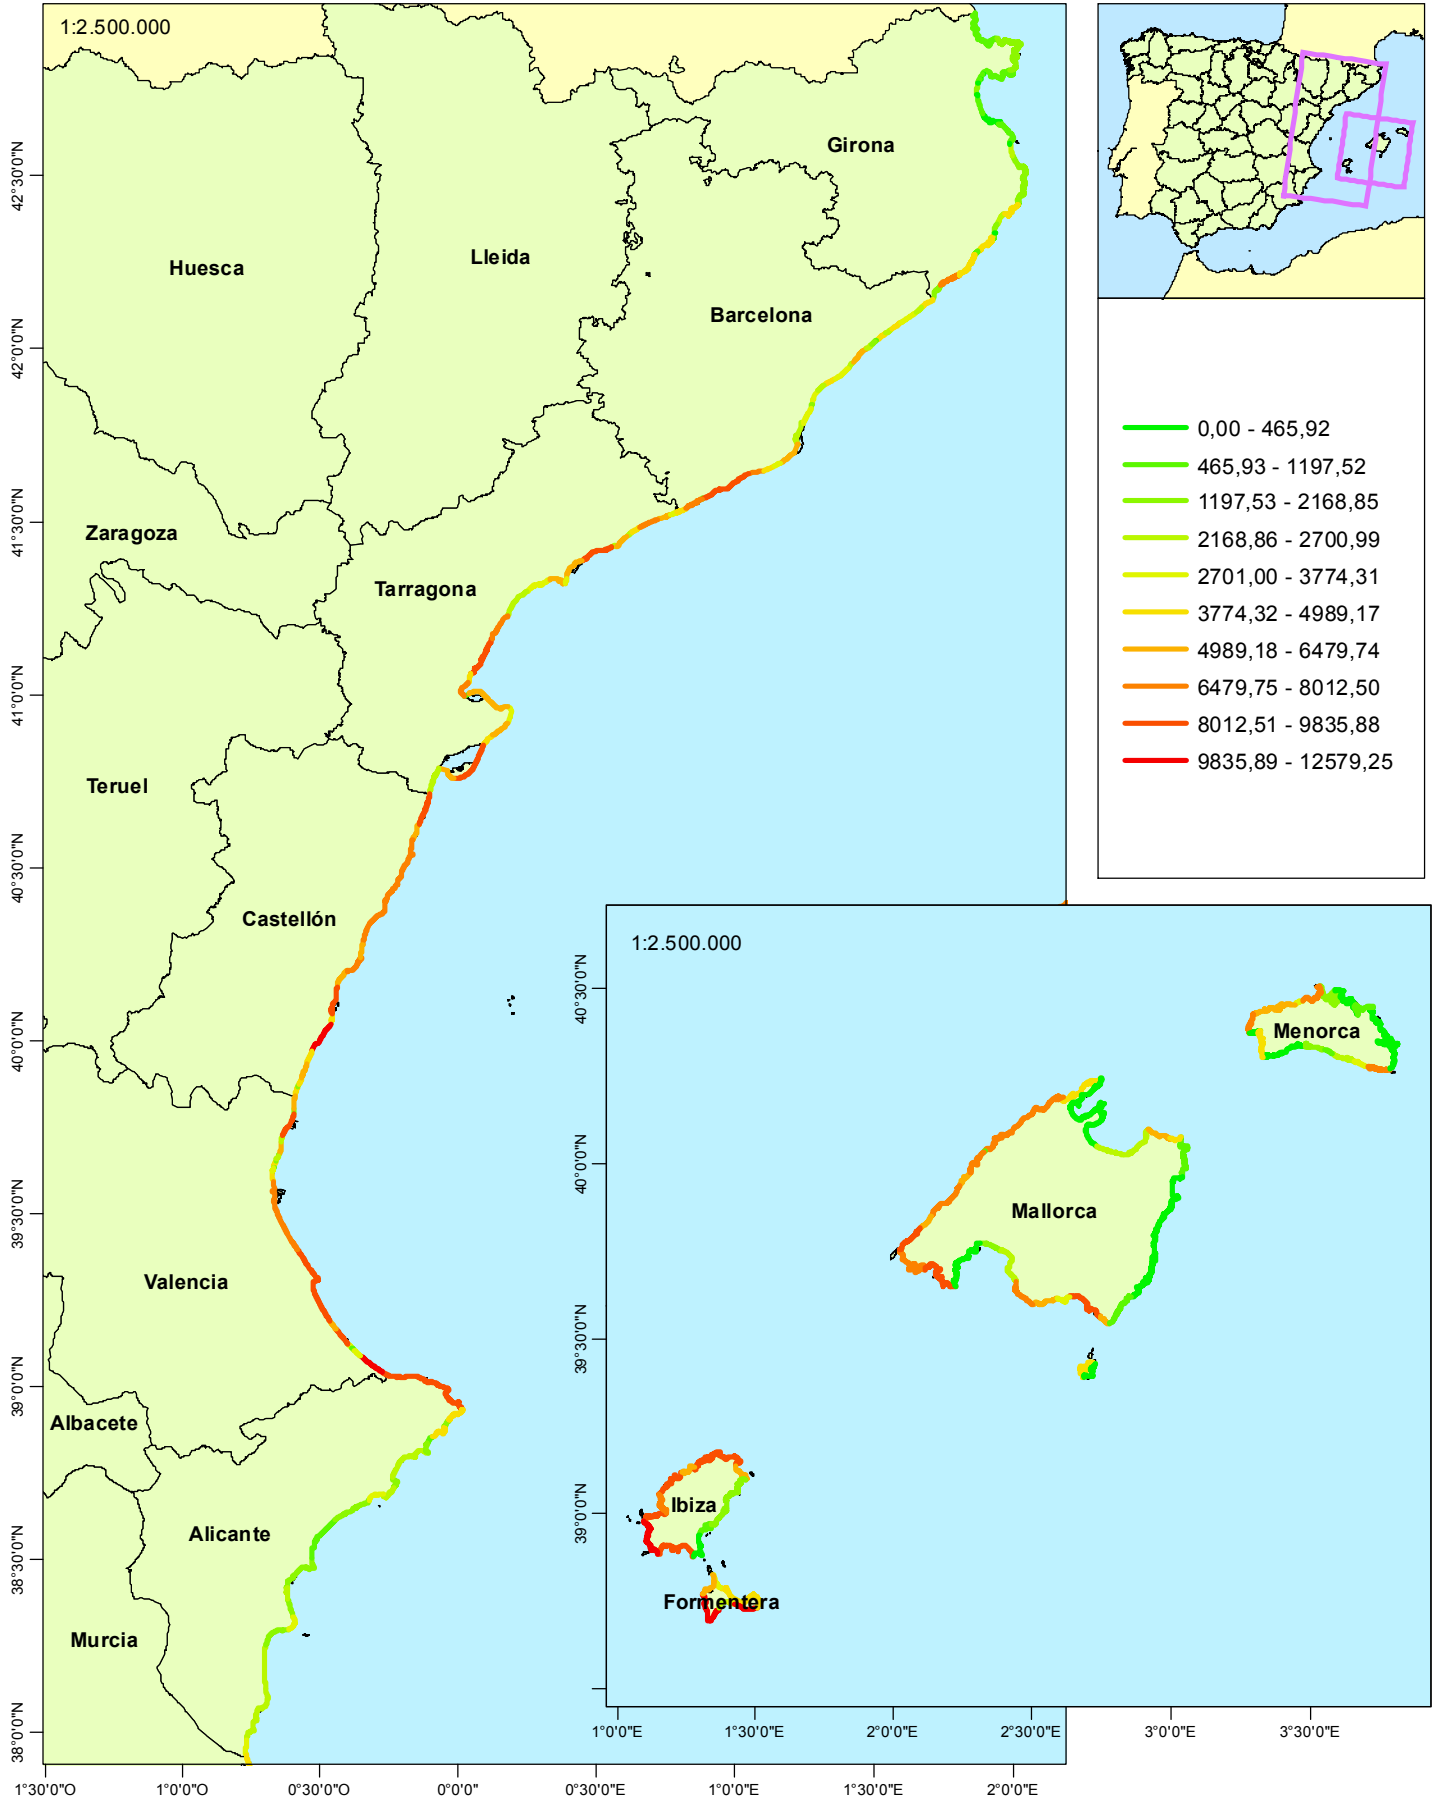 1:2.500.000
Girona
Huesca
Lleida
Barcelona
Zaragoza
Tarragona
Teruel
Castellón
Valencia
Albacete
Alicante
Murcia
42°30'0"N
42°0'0"N
41°30'0"N
41°0'0"N
40°30'0"N
40°0'0"N
39°30'0"N
39°0'0"N
38°30'0"N
38°0'0"N
1°30'0"O
1°0'0"O
0°30'0"O
0°0'0"
0°30'0"E
1°0'0"E
1°30'0"E
2°0'0"E
0,00 - 465,92
465,93 - 1197,52
1197,53 - 2168,85
2168,86 - 2700,99
2701,00 - 3774,31
3774,32 - 4989,17
4989,18 - 6479,74
6479,75 - 8012,50
8012,51 - 9835,88
9835,89 - 12579,25
1:2.500.000
Menorca
Mallorca
Ibiza
Formentera
40°30'0"N
40°0'0"N
39°30'0"N
39°0'0"N
1°0'0"E
1°30'0"E
2°0'0"E
2°30'0"E
3°0'0"E
3°30'0"E